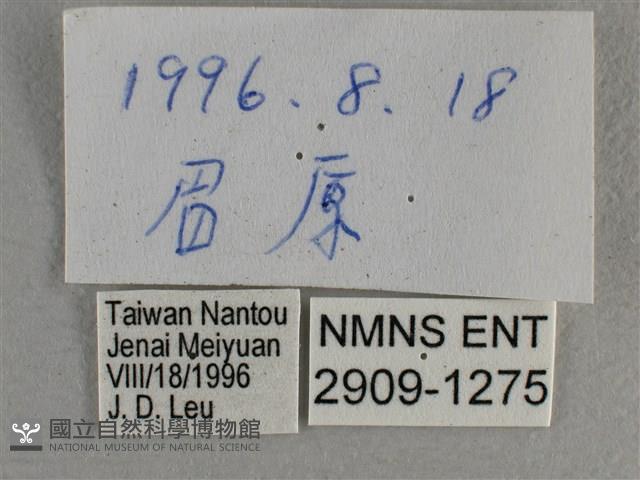 1996.8.18
眉原
Taiwan Nantou
Jenai Meiyuan
VIII/18/1996
J. D. Leu
NMNS ENT
2909-1275
國立自然科學博物館
NATIONAL MUSEUM OF NATURAL SCIENCE